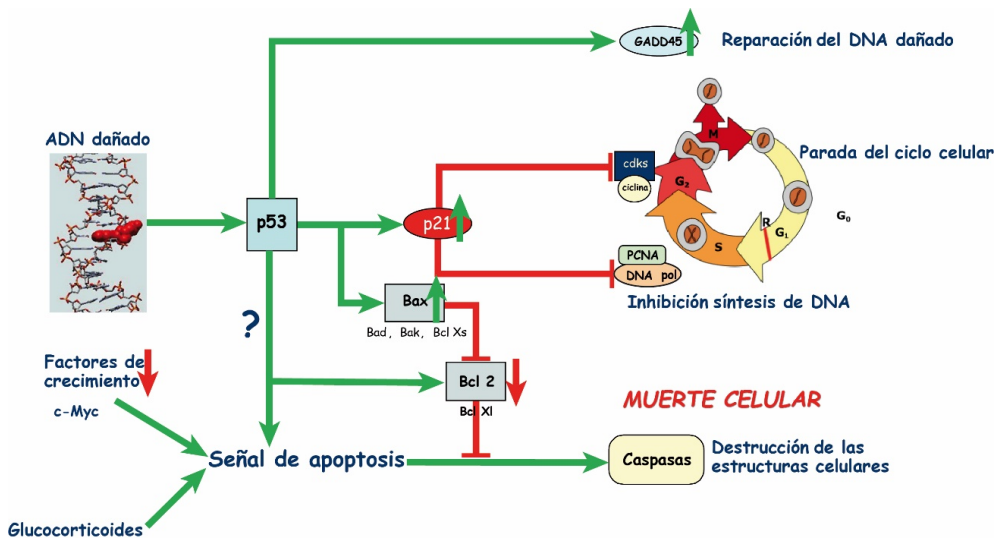 GADD45
Reparación del DNA dañado
ADN dañado
M
cdks
ciclina
Parada del ciclo celular
G₂
p53
p21
R
G₁
G₀
S
PCNA
DNA pol
Inhibición síntesis de DNA
Bax
Bad, Bak, Bcl Xs
?
Factores de
crecimiento
c-Myc
Bcl 2
Bcl Xl
MUERTE CELULAR
Señal de apoptosis
Caspasas
Destrucción de las
estructuras celulares
Glucocorticoides